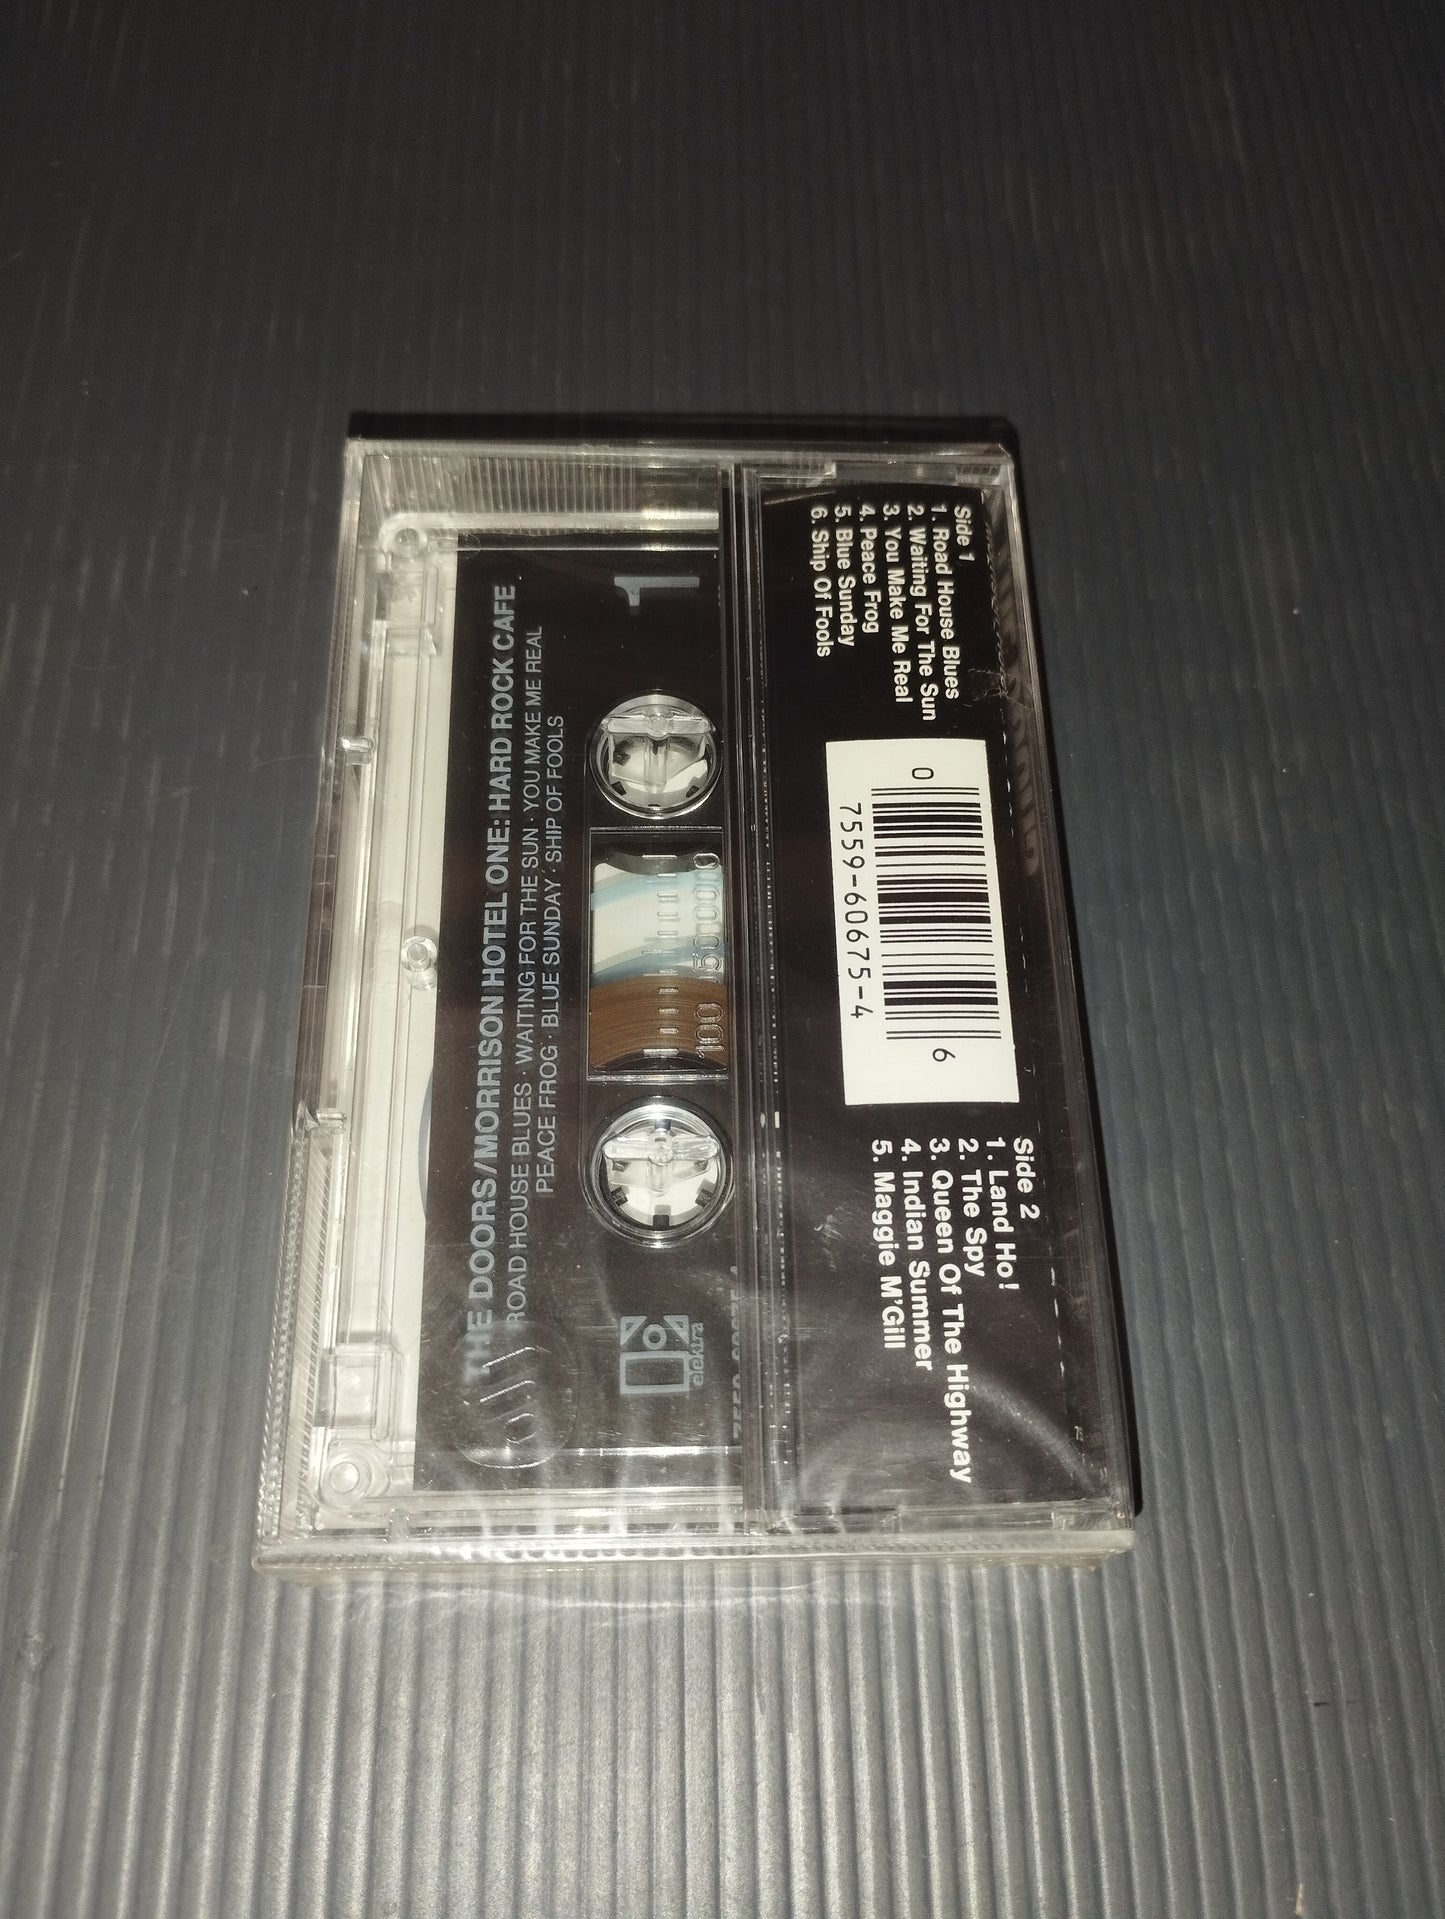 Side 1
1. Road House Blues
2. Waiting For The Sun
3. You Make Me Real
4. Peace Frog
5. Blue Sunday
6. Ship Of Fools
0 7559-60675-4 6
Side 2
1. Land Ho!
2. The Spy
3. Queen Of The Highway
4. Indian Summer
5. Maggie M'Gill
THE DOORS/MORRISON HOTEL ONE: HARD ROCK CAFE
ROAD HOUSE BLUES · WAITING FOR THE SUN · YOU MAKE ME REAL
PEACE FROG · BLUE SUNDAY · SHIP OF FOOLS
1
100 50 0
elektra